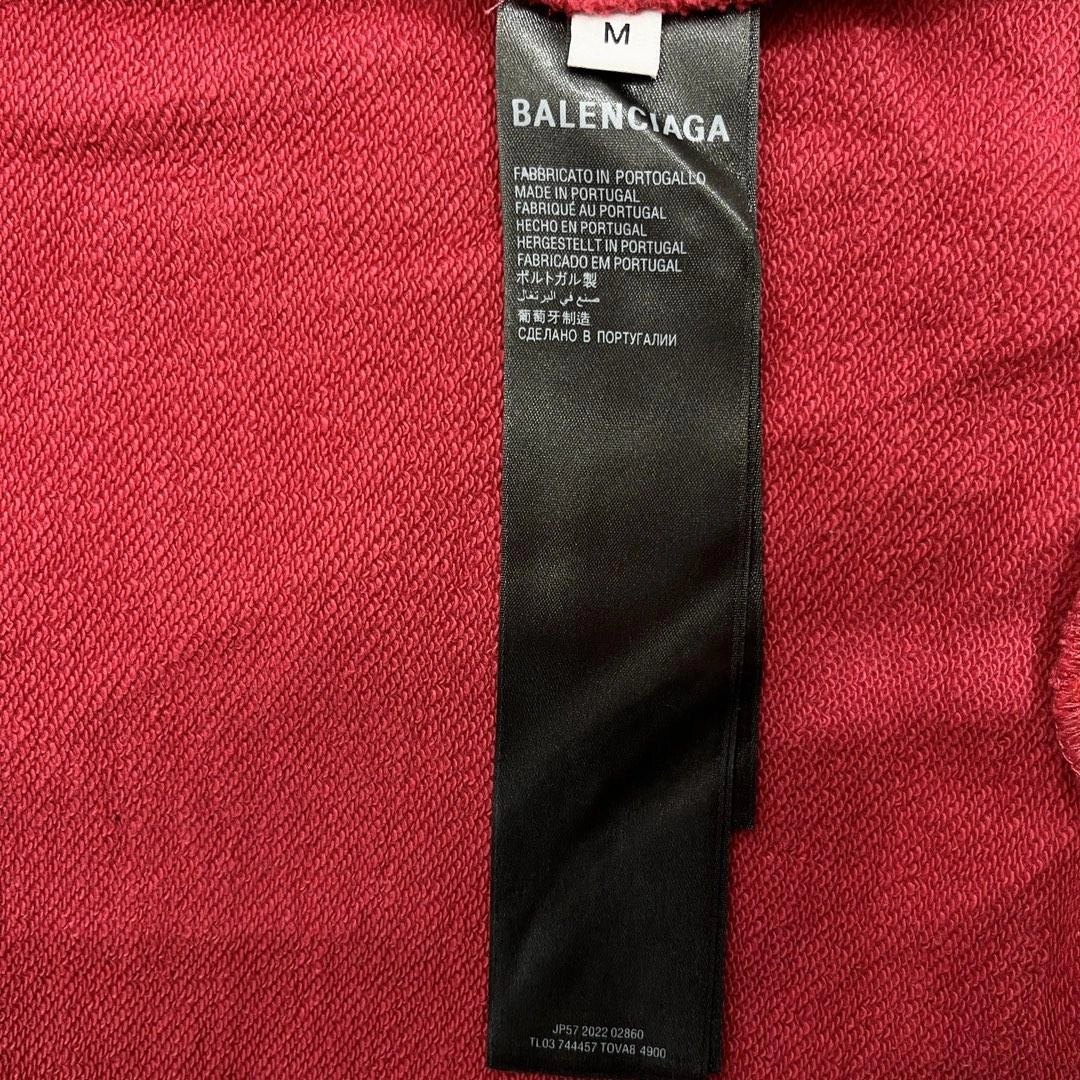 M
BALENCIAGA
FABBRICATO IN PORTOGALLO
MADE IN PORTUGAL
FABRIQUÉ AU PORTUGAL
HECHO EN PORTUGAL
HERGESTELLT IN PORTUGAL
FABRICADO EM PORTUGAL
ポルトガル製
صنع في البرتغال
葡萄牙制造
СДЕЛАНО В ПОРТУГАЛИИ
JP57 2022 02860
TL03 744457 TOVA8 4900